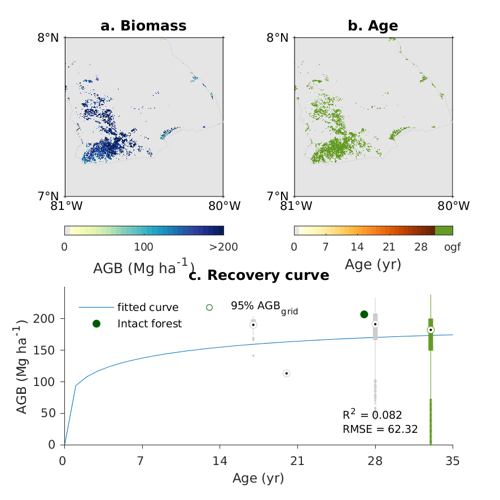 a. Biomass
b. Age
8°N
7°N
81°W
80°W
8°N
7°N
81°W
80°W
0
100
>200
AGB (Mg ha⁻¹)
0
7
14
21
28
ogf
Age (yr)
c. Recovery curve
fitted curve
95% AGB_grid
Intact forest
AGB (Mg ha⁻¹)
200
150
100
50
0
R² = 0.082
RMSE = 62.32
0
7
14
21
28
35
Age (yr)